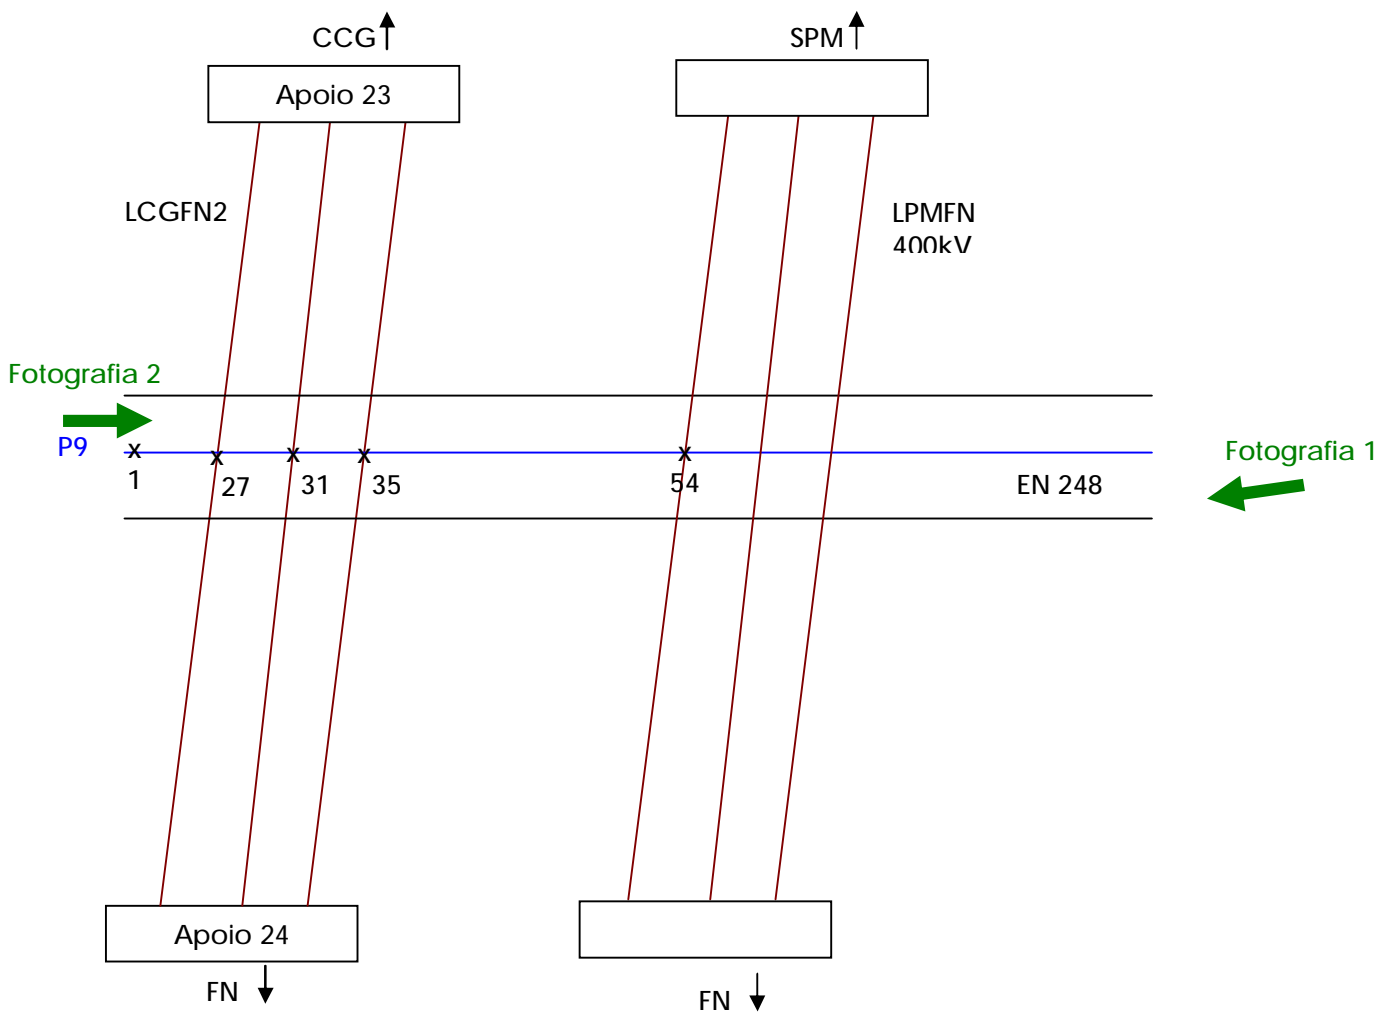 CCG
SPM
Apoio 23
LCGFN2
LPMFN
400kV
Fotografia 2
P9
x
x
x
x
x
1
27
31
35
54
EN 248
Fotografia 1
Apoio 24
FN
FN